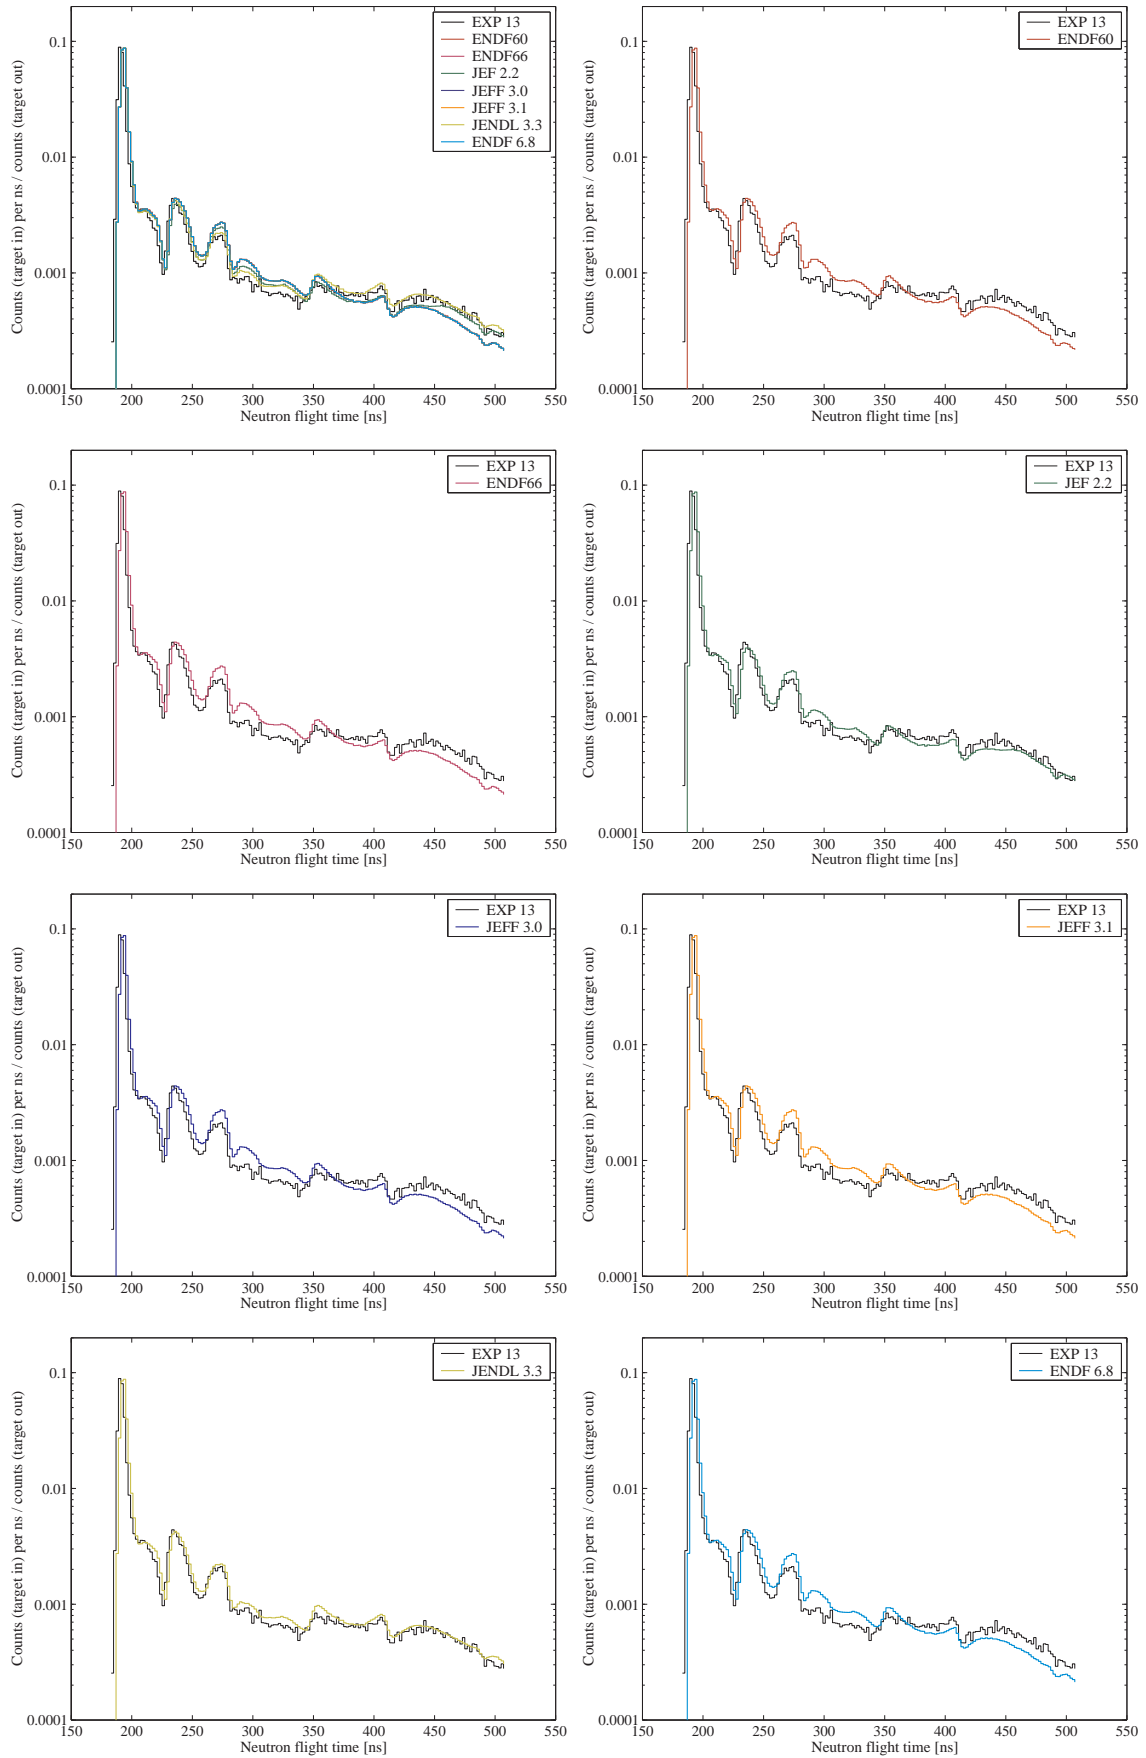 EXP 13
ENDF60
ENDF66
JEF 2.2
JEFF 3.0
JEFF 3.1
JENDL 3.3
ENDF 6.8
0.1
0.01
0.001
0.0001
150 200 250 300 350 400 450 500 550
Neutron flight time [ns]
Counts (target in) per ns / counts (target out)
EXP 13
ENDF60
0.1
0.01
0.001
0.0001
150 200 250 300 350 400 450 500 550
Neutron flight time [ns]
Counts (target in) per ns / counts (target out)
EXP 13
ENDF66
0.1
0.01
0.001
0.0001
150 200 250 300 350 400 450 500 550
Neutron flight time [ns]
Counts (target in) per ns / counts (target out)
EXP 13
JEF 2.2
0.1
0.01
0.001
0.0001
150 200 250 300 350 400 450 500 550
Neutron flight time [ns]
Counts (target in) per ns / counts (target out)
EXP 13
JEFF 3.0
0.1
0.01
0.001
0.0001
150 200 250 300 350 400 450 500 550
Neutron flight time [ns]
Counts (target in) per ns / counts (target out)
EXP 13
JEFF 3.1
0.1
0.01
0.001
0.0001
150 200 250 300 350 400 450 500 550
Neutron flight time [ns]
Counts (target in) per ns / counts (target out)
EXP 13
JENDL 3.3
0.1
0.01
0.001
0.0001
150 200 250 300 350 400 450 500 550
Neutron flight time [ns]
Counts (target in) per ns / counts (target out)
EXP 13
ENDF 6.8
0.1
0.01
0.001
0.0001
150 200 250 300 350 400 450 500 550
Neutron flight time [ns]
Counts (target in) per ns / counts (target out)